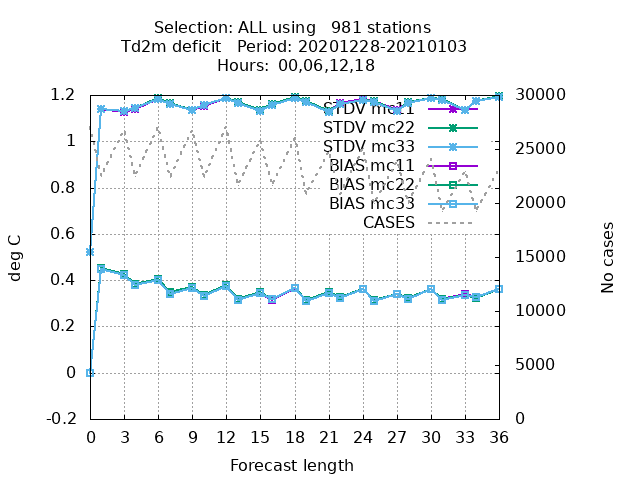 Selection: ALL using   981 stations
Td2m deficit   Period: 20201228-20210103
Hours:  00,06,12,18
STDV mc11
STDV mc22
STDV mc33
BIAS mc11
BIAS mc22
BIAS mc33
CASES
1.2
1
0.8
0.6
0.4
0.2
0
-0.2
deg C
30000
25000
20000
15000
10000
5000
0
No cases
0 3 6 9 12 15 18 21 24 27 30 33 36
Forecast length